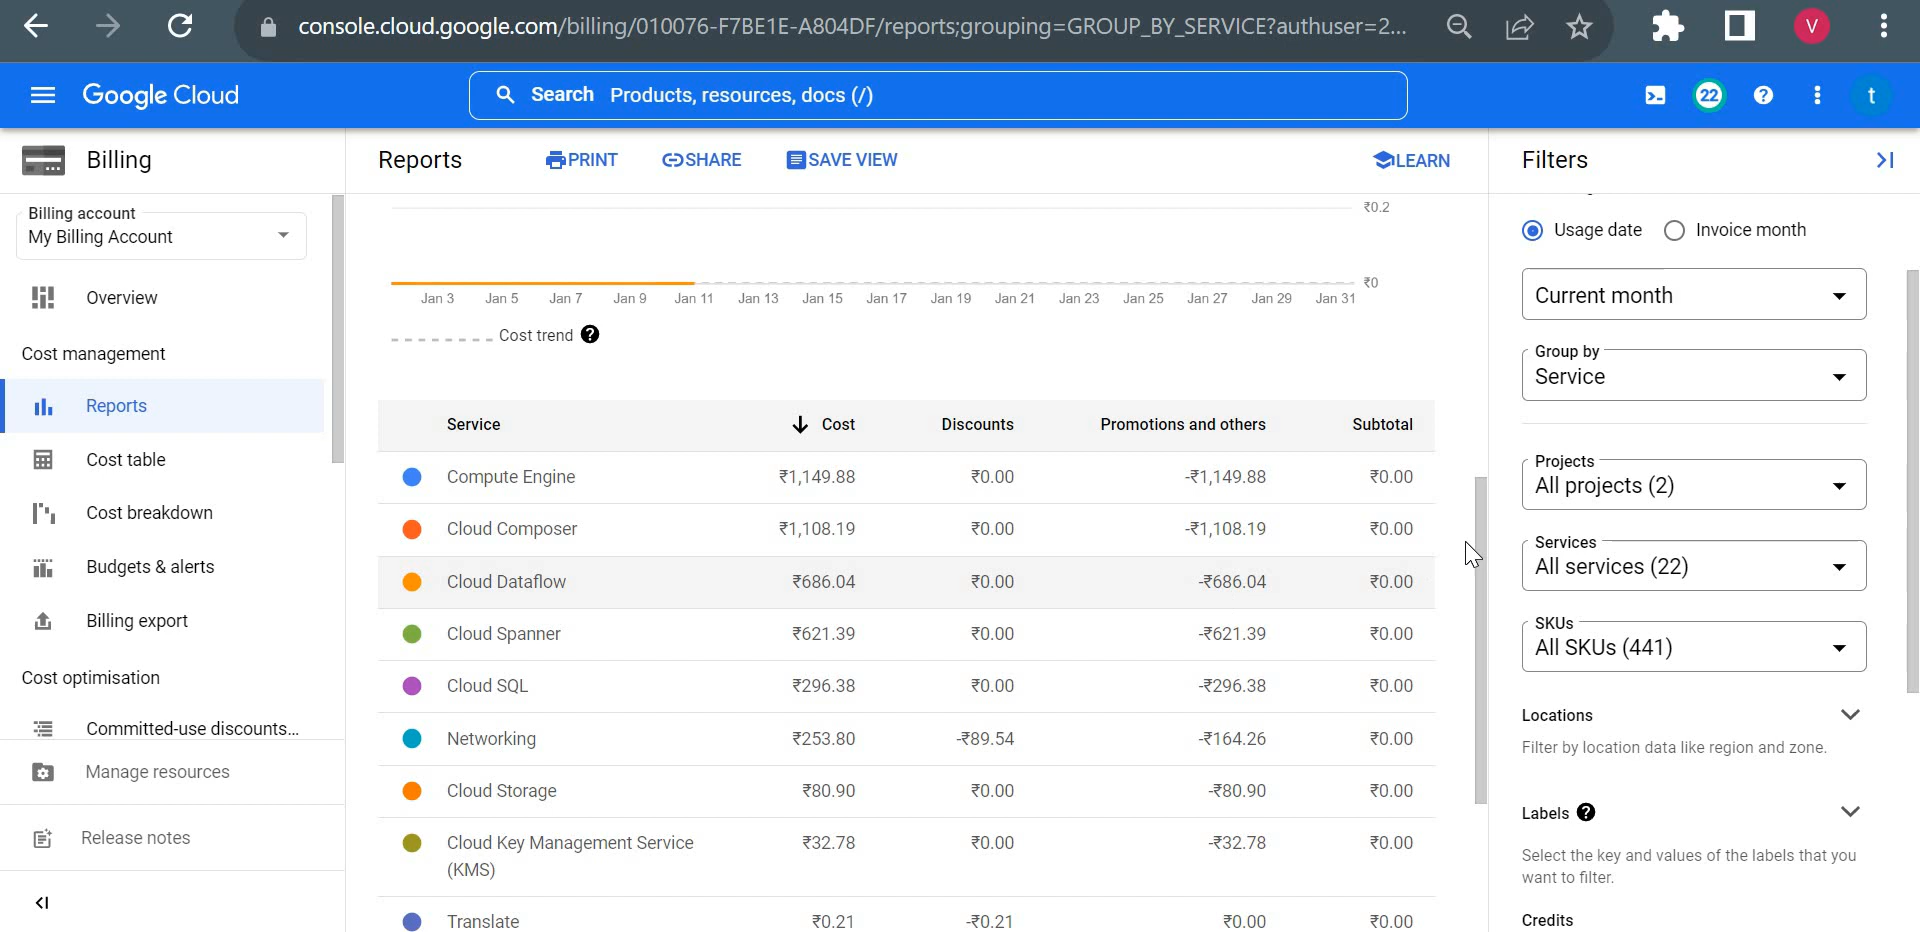 console.cloud.google.com/billing/010076-F7BE1E-A804DF/reports;grouping=GROUP_BY_SERVICE?authuser=2...
V
Google Cloud
Search Products, resources, docs (/)
22
t
Billing
Reports
PRINT
SHARE
SAVE VIEW
LEARN
Filters
Billing account
My Billing Account
Overview
Cost management
Reports
Cost table
Cost breakdown
Budgets & alerts
Billing export
Cost optimisation
Committed-use discounts...
Manage resources
Release notes
₹0.2
₹0
Jan 3 Jan 5 Jan 7 Jan 9 Jan 11 Jan 13 Jan 15 Jan 17 Jan 19 Jan 21 Jan 23 Jan 25 Jan 27 Jan 29 Jan 31
Cost trend
Service Cost Discounts Promotions and others Subtotal
Compute Engine ₹1,149.88 ₹0.00 -₹1,149.88 ₹0.00
Cloud Composer ₹1,108.19 ₹0.00 -₹1,108.19 ₹0.00
Cloud Dataflow ₹686.04 ₹0.00 -₹686.04 ₹0.00
Cloud Spanner ₹621.39 ₹0.00 -₹621.39 ₹0.00
Cloud SQL ₹296.38 ₹0.00 -₹296.38 ₹0.00
Networking ₹253.80 -₹89.54 -₹164.26 ₹0.00
Cloud Storage ₹80.90 ₹0.00 -₹80.90 ₹0.00
Cloud Key Management Service ₹32.78 ₹0.00 -₹32.78 ₹0.00
(KMS)
Translate ₹0.21 -₹0.21 ₹0.00 ₹0.00
Usage date Invoice month
Current month
Group by
Service
Projects
All projects (2)
Services
All services (22)
SKUs
All SKUs (441)
Locations
Filter by location data like region and zone.
Labels
Select the key and values of the labels that you
want to filter.
Credits